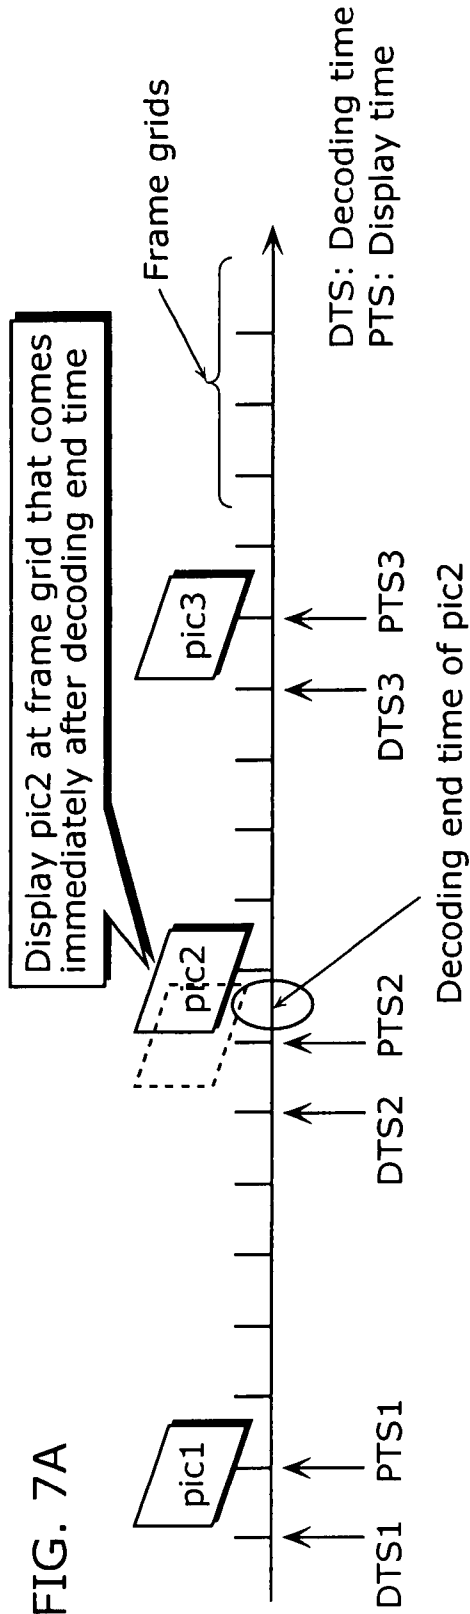 FIG. 7A
Display pic2 at frame grid that comes
immediately after decoding end time
Frame grids
pic1
pic2
pic3
DTS1
PTS1
DTS2
PTS2
DTS3
PTS3
Decoding end time of pic2
DTS: Decoding time
PTS: Display time